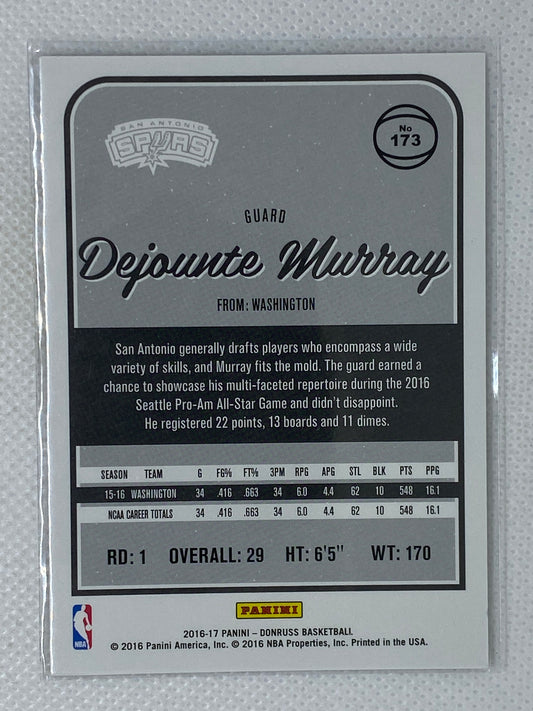 SAN ANTONIO
SPURS
No
173
GUARD
Dejounte Murray
FROM: WASHINGTON
San Antonio generally drafts players who encompass a wide
variety of skills, and Murray fits the mold. The guard earned a
chance to showcase his multi-faceted repertoire during the 2016
Seattle Pro-Am All-Star Game and didn't disappoint.
He registered 22 points, 13 boards and 11 dimes.
SEASON TEAM G FG% FT% 3PM RPG APG STL BLK PTS PPG
15-16 WASHINGTON 34 .416 .663 34 6.0 4.4 62 10 548 16.1
NCAA CAREER TOTALS 34 .416 .663 34 6.0 4.4 62 10 548 16.1
RD: 1 OVERALL: 29 HT: 6'5" WT: 170
PANINI
NBA
2016-17 PANINI – DONRUSS BASKETBALL
© 2016 Panini America, Inc. © 2016 NBA Properties, Inc. Printed in the USA.